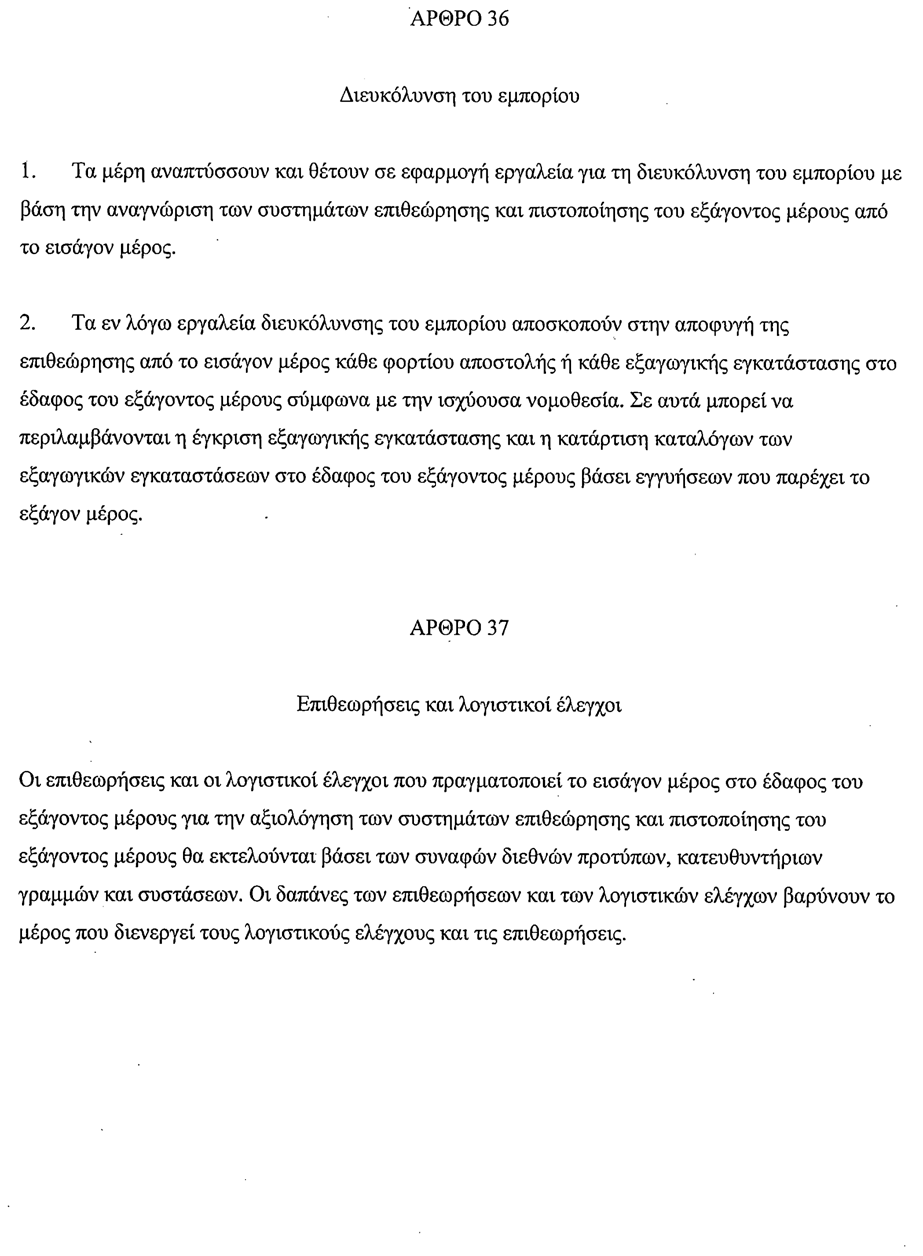 ΑΡΘΡΟ 36
Διευκόλυνση του εμπορίου
1. Τα μέρη αναπτύσσουν και θέτουν σε εφαρμογή εργαλεία για τη διευκόλυνση του εμπορίου με
βάση την αναγνώριση των συστημάτων επιθεώρησης και πιστοποίησης του εξάγοντος μέρους από
το εισάγον μέρος.
2. Τα εν λόγω εργαλεία διευκόλυνσης του εμπορίου αποσκοπούν στην αποφυγή της
επιθεώρησης από το εισάγον μέρος κάθε φορτίου αποστολής ή κάθε εξαγωγικής εγκατάστασης στο
έδαφος του εξάγοντος μέρους σύμφωνα με την ισχύουσα νομοθεσία. Σε αυτά μπορεί να
περιλαμβάνονται η έγκριση εξαγωγικής εγκατάστασης και η κατάρτιση καταλόγων των
εξαγωγικών εγκαταστάσεων στο έδαφος του εξάγοντος μέρους βάσει εγγυήσεων που παρέχει το
εξάγον μέρος.
ΑΡΘΡΟ 37
Επιθεωρήσεις και λογιστικοί έλεγχοι
Οι επιθεωρήσεις και οι λογιστικοί έλεγχοι που πραγματοποιεί το εισάγον μέρος στο έδαφος του
εξάγοντος μέρους για την αξιολόγηση των συστημάτων επιθεώρησης και πιστοποίησης του
εξάγοντος μέρους θα εκτελούνται βάσει των συναφών διεθνών προτύπων, κατευθυντήριων
γραμμών και συστάσεων. Οι δαπάνες των επιθεωρήσεων και των λογιστικών ελέγχων βαρύνουν το
μέρος που διενεργεί τους λογιστικούς ελέγχους και τις επιθεωρήσεις.